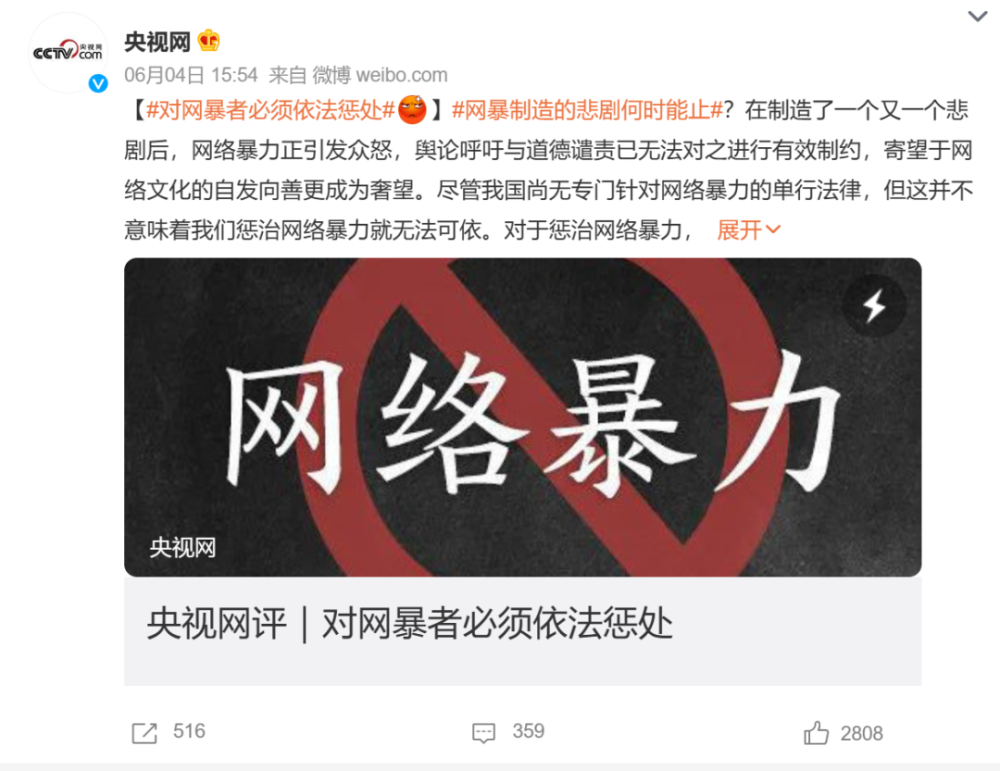 CCTV央视网
com
央视网
06月04日 15:54 来自 微博 weibo.com
【#对网暴者必须依法惩处#】#网暴制造的悲剧何时能止#？在制造了一个又一个悲
剧后，网络暴力正引发众怒，舆论呼吁与道德谴责已无法对之进行有效制约，寄望于网
络文化的自发向善更成为奢望。尽管我国尚无专门针对网络暴力的单行法律，但这并不
意味着我们惩治网络暴力就无法可依。对于惩治网络暴力， 展开
网络暴力
央视网
央视网评｜对网暴者必须依法惩处
516 359 2808